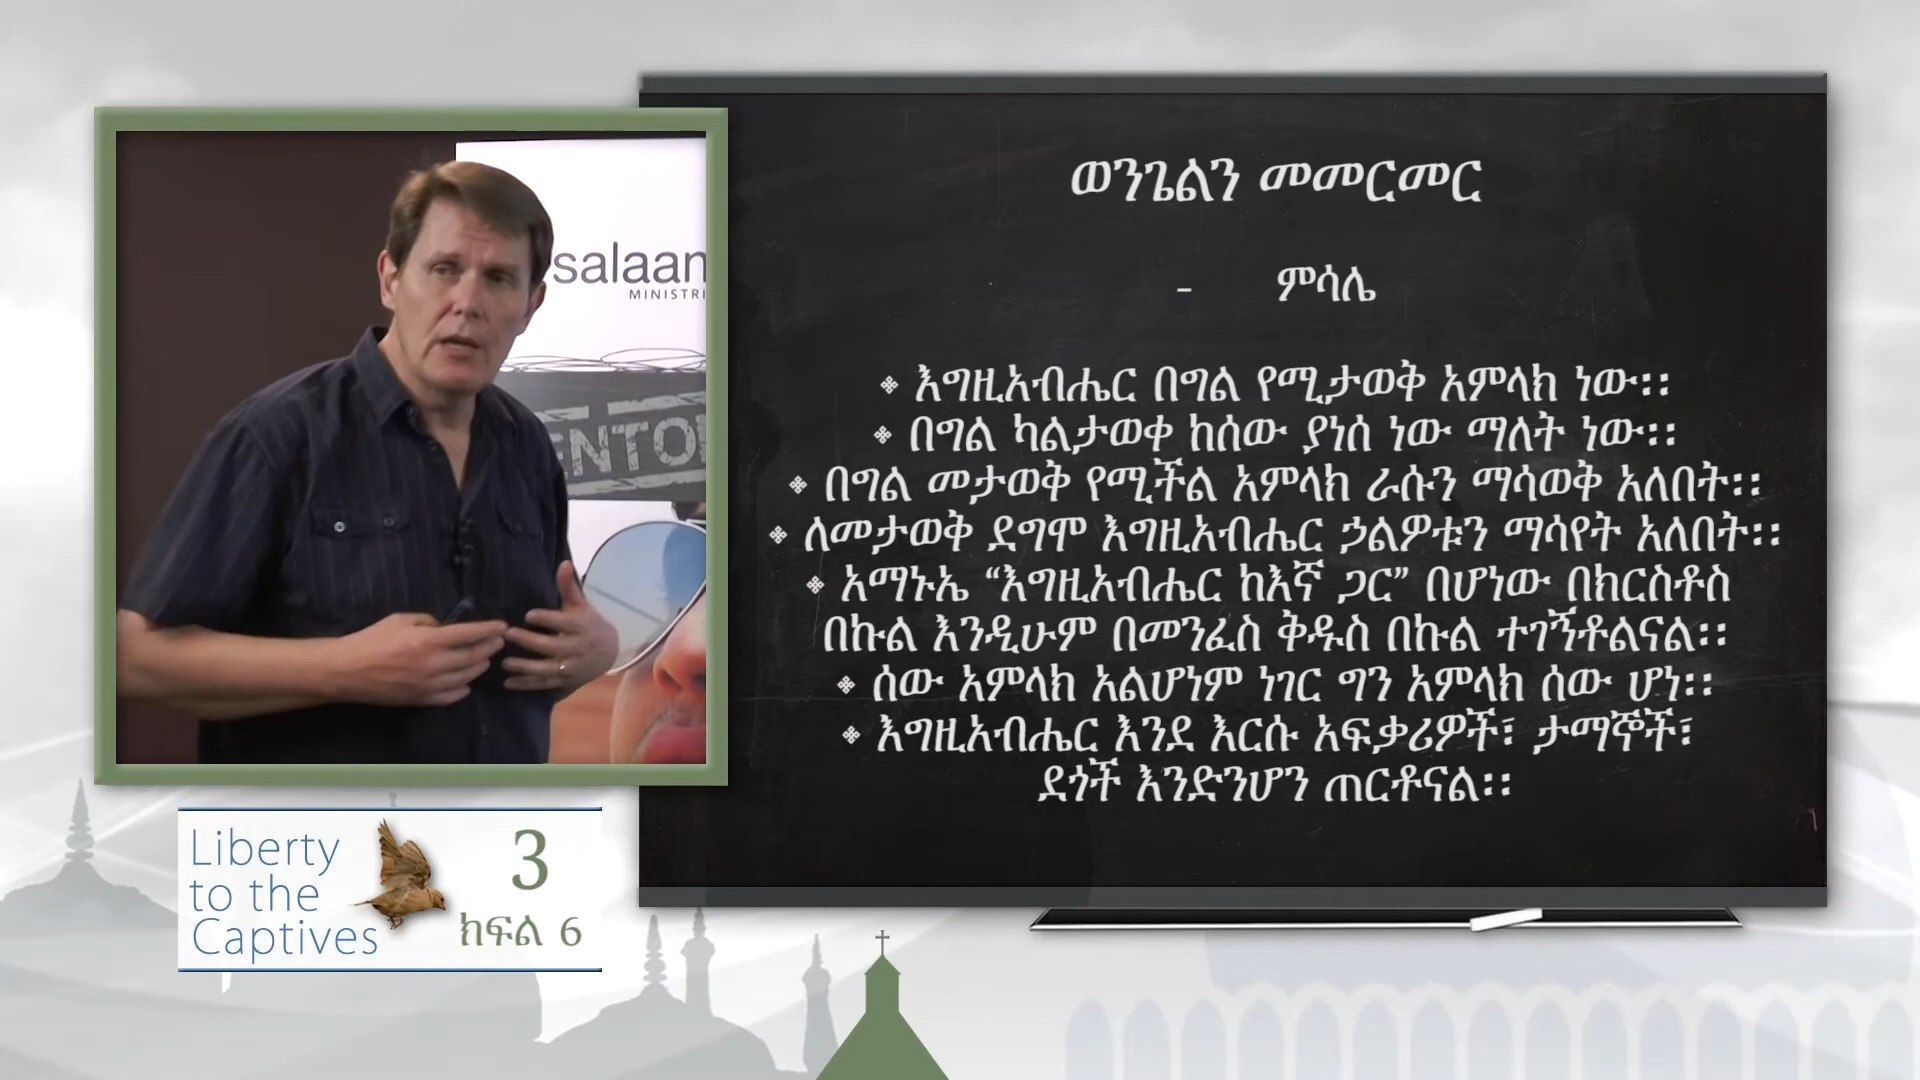 ወንጌልን መመርመር
- ምሳሌ
❖ እግዚአብሔር በግል የሚታወቅ አምላክ ነው፡፡
❖ በግል ካልታወቀ ከሰው ያነሰ ነው ማለት ነው፡፡
❖ በግል መታወቅ የሚችል አምላክ ራሱን ማሳወቅ አለበት፡፡
❖ ለመታወቅ ደግሞ እግዚአብሔር ኃልዎቱን ማሳየት አለበት፡፡
❖ አማኑኤ “እግዚአብሔር ከእኛ ጋር” በሆነው በክርስቶስ
በኩል እንዲሁም በመንፈስ ቅዱስ በኩል ተገኝቶልናል፡፡
❖ ሰው አምላክ አልሆነም ነገር ግን አምላክ ሰው ሆነ፡፡
❖ እግዚአብሔር እንደ እርሱ አፍቃሪዎች፣ ታማኞች፣
ደጎች እንድንሆን ጠርቶናል፡፡
salaam
MINISTRI
ENTO
Liberty
to the
Captives
3
ክፍል 6